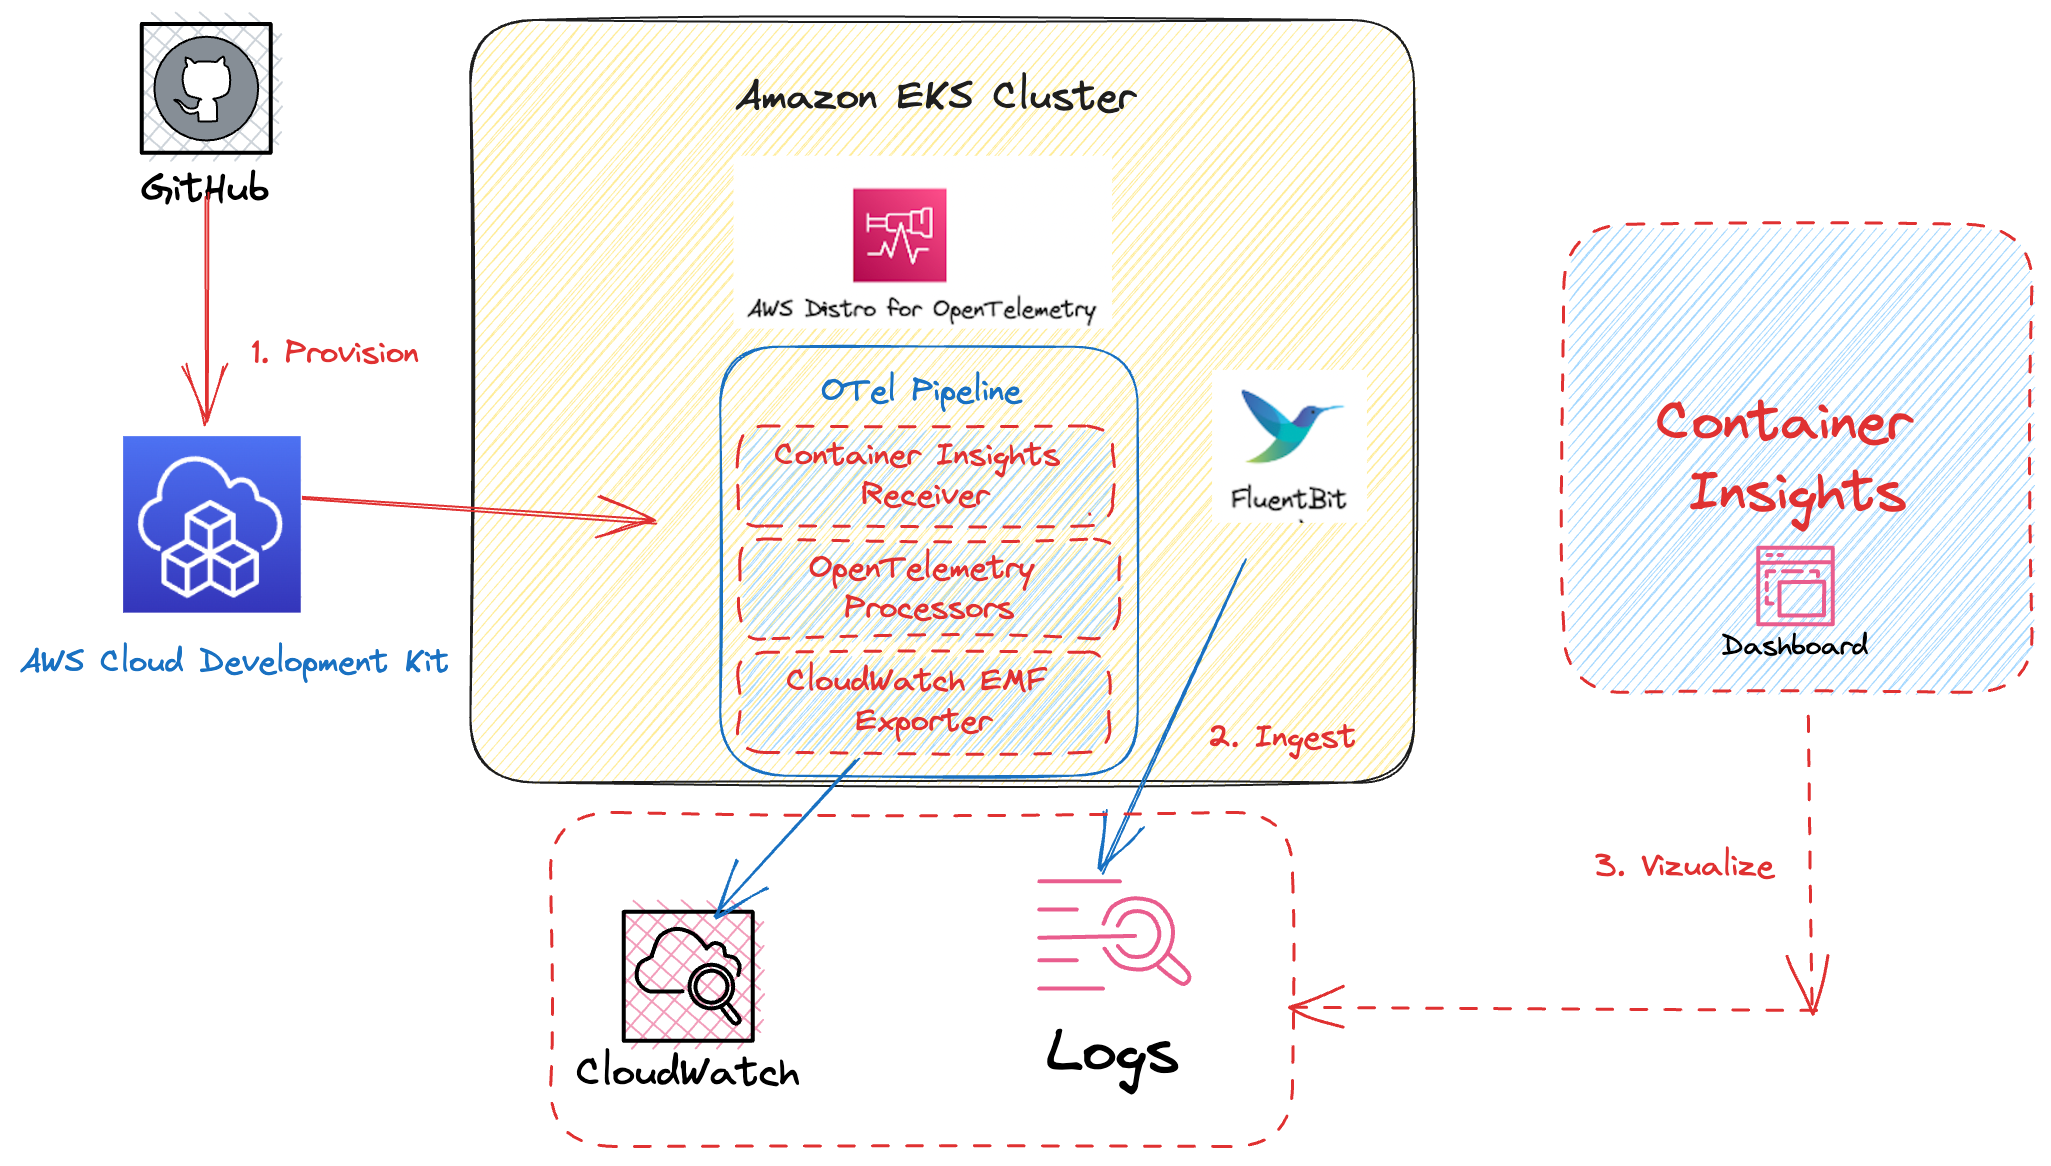 GitHub
1. Provision
AWS Cloud Development Kit
Amazon EKS Cluster
AWS Distro for OpenTelemetry
OTel Pipeline
Container Insights
Receiver
OpenTelemetry
Processors
CloudWatch EMF
Exporter
FluentBit
2. Ingest
CloudWatch
Logs
Container
Insights
Dashboard
3. Vizualize